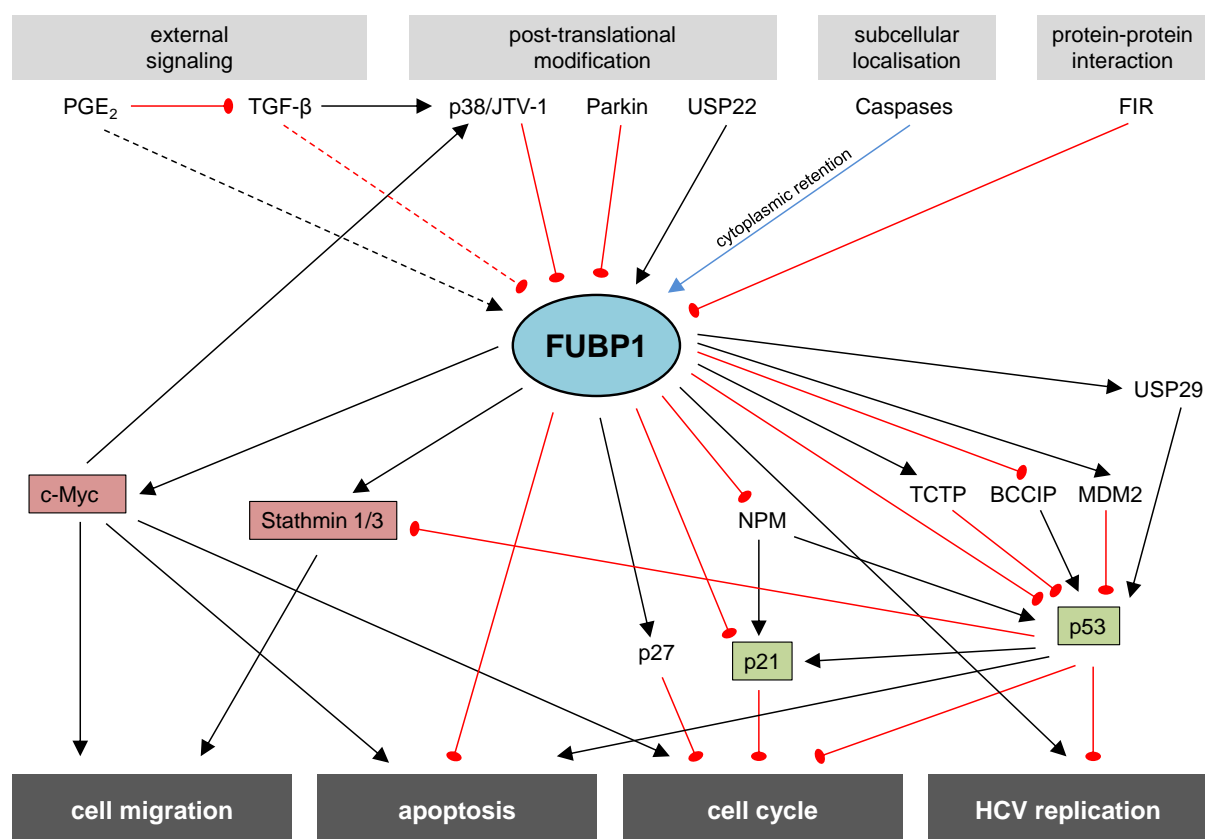 external
signaling
post-translational
modification
subcellular
localisation
protein-protein
interaction
PGE₂
TGF-β
p38/JTV-1
Parkin
USP22
Caspases
FIR
cytoplasmic retention
FUBP1
USP29
c-Myc
Stathmin 1/3
NPM
TCTP
BCCIP
MDM2
p27
p21
p53
cell migration
apoptosis
cell cycle
HCV replication